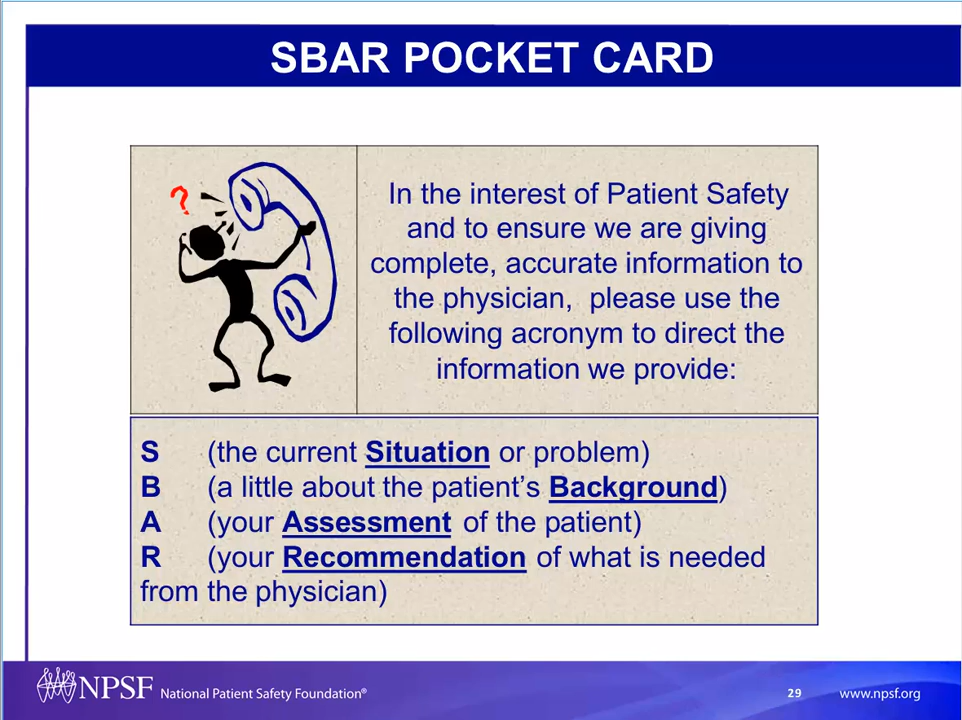 SBAR POCKET CARD
?
In the interest of Patient Safety
and to ensure we are giving
complete, accurate information to
the physician,  please use the
following acronym to direct the
information we provide:
S (the current Situation or problem)
B (a little about the patient’s Background)
A (your Assessment of the patient)
R (your Recommendation of what is needed
from the physician)
NPSF National Patient Safety Foundation® 29 www.npsf.org